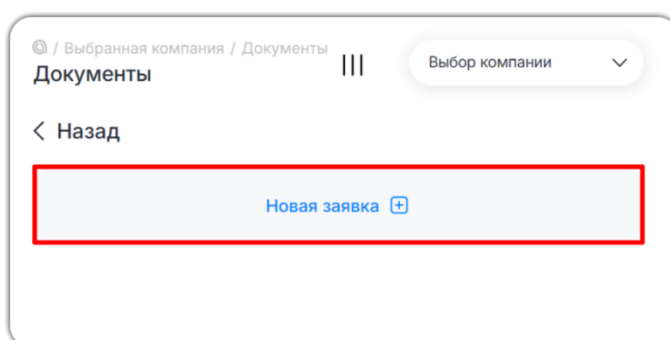 / Выбранная компания / Документы
Документы
Выбор компании
Назад
Новая заявка